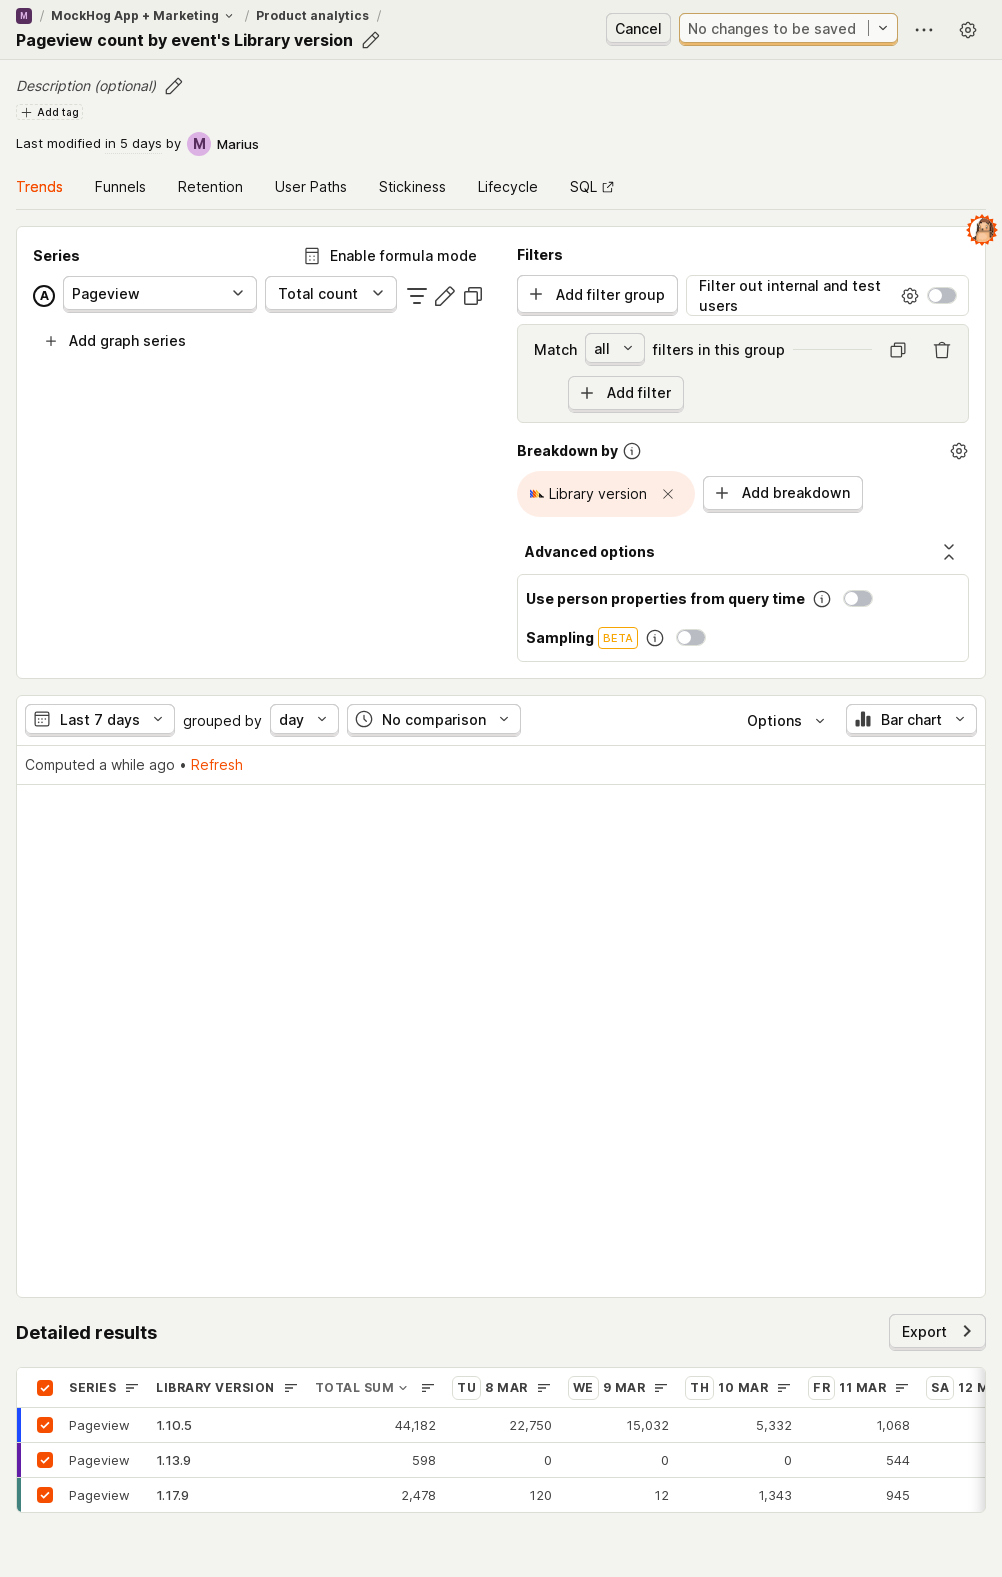 M / MockHog App + Marketing / Product analytics /
Pageview count by event's Library version
Cancel
No changes to be saved
Description (optional)
Add tag
Last modified in 5 days by M Marius
Trends Funnels Retention User Paths Stickiness Lifecycle SQL
Series
Enable formula mode
A Pageview Total count
Add graph series
Filters
Add filter group
Filter out internal and test users
Match all filters in this group
Add filter
Breakdown by
Library version
Add breakdown
Advanced options
Use person properties from query time
Sampling BETA
Last 7 days grouped by day No comparison Options Bar chart
Computed a while ago • Refresh
Detailed results
Export
SERIES LIBRARY VERSION TOTAL SUM TU 8 MAR WE 9 MAR TH 10 MAR FR 11 MAR SA 12 M
Pageview 1.10.5 44,182 22,750 15,032 5,332 1,068
Pageview 1.13.9 598 0 0 0 544
Pageview 1.17.9 2,478 120 12 1,343 945